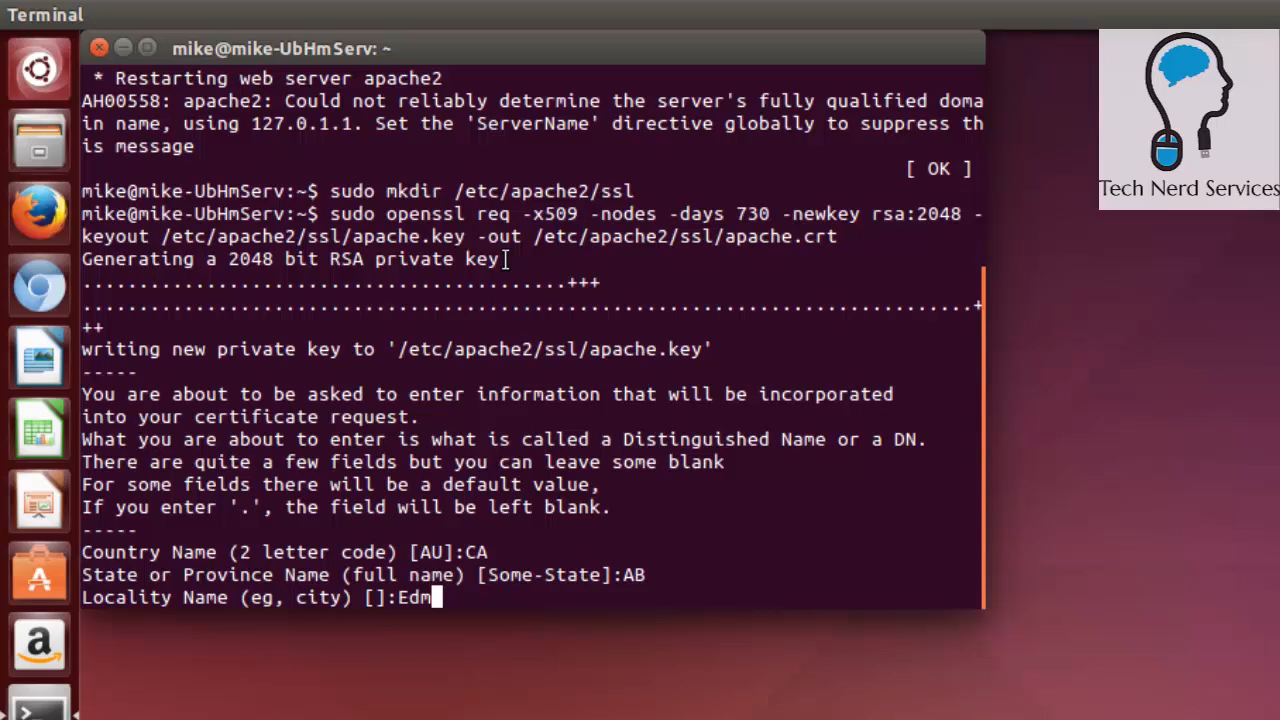 Terminal
mike@mike-UbHmServ: ~
* Restarting web server apache2
AH00558: apache2: Could not reliably determine the server's fully qualified doma
in name, using 127.0.1.1. Set the 'ServerName' directive globally to suppress th
is message
[ OK ]
mike@mike-UbHmServ:~$ sudo mkdir /etc/apache2/ssl
mike@mike-UbHmServ:~$ sudo openssl req -x509 -nodes -days 730 -newkey rsa:2048 -
keyout /etc/apache2/ssl/apache.key -out /etc/apache2/ssl/apache.crt
Generating a 2048 bit RSA private key
...........................................+++
...............................................................................+
++
writing new private key to '/etc/apache2/ssl/apache.key'
-----
You are about to be asked to enter information that will be incorporated
into your certificate request.
What you are about to enter is what is called a Distinguished Name or a DN.
There are quite a few fields but you can leave some blank
For some fields there will be a default value,
If you enter '.', the field will be left blank.
-----
Country Name (2 letter code) [AU]:CA
State or Province Name (full name) [Some-State]:AB
Locality Name (eg, city) []:Edm
Tech Nerd Services